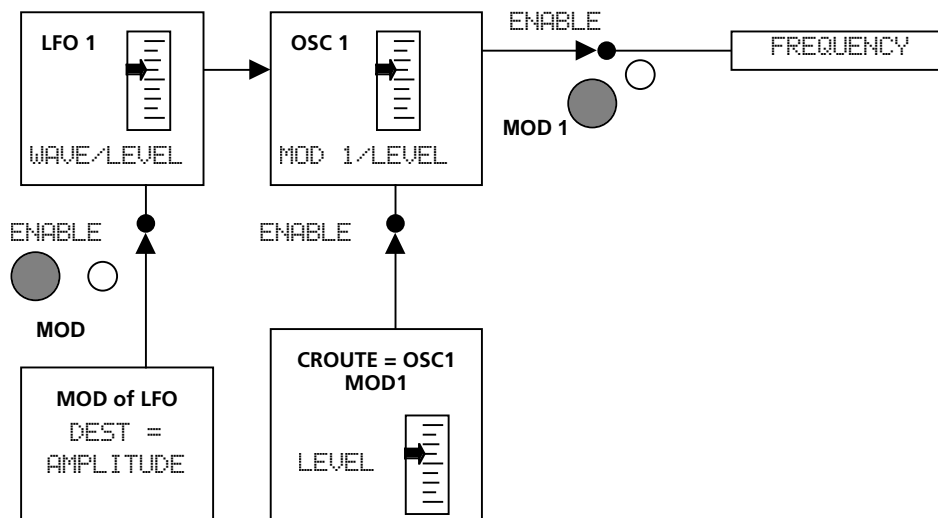 LFO 1
WAVE/LEVEL
OSC 1
MOD 1/LEVEL
ENABLE
MOD 1
FREQUENCY
ENABLE
MOD
ENABLE
MOD of LFO
DEST =
AMPLITUDE
CROUTE = OSC1
MOD1
LEVEL